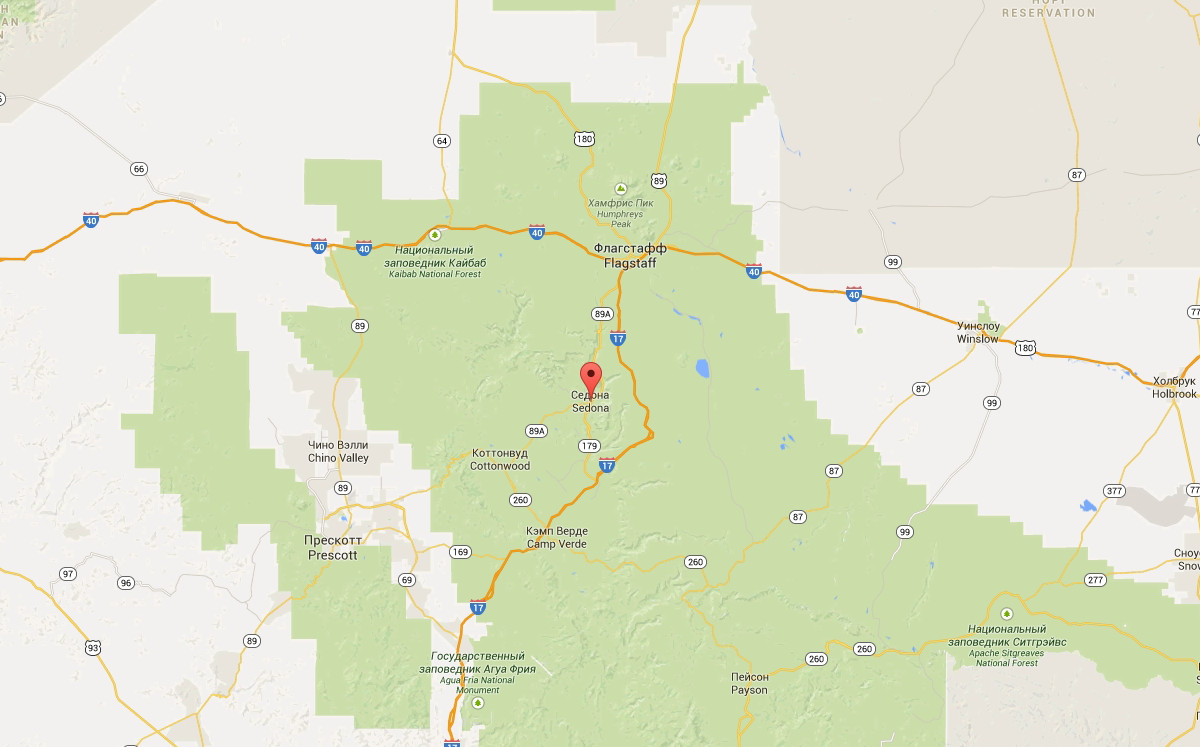 HOPI
RESERVATION
180
64
66
89
87
Хамфрис Пик
Humphreys
Peak
40
40
40
40
Национальный
заповедник Кайбаб
Kaibab National Forest
Флагстафф
Flagstaff
99
40
40
89A
89
77
17
Уинслоу
Winslow
180
Холбрук
Holbrook
87
99
Седона
Sedona
89A
179
Чино Вэлли
Chino Valley
Коттонвуд
Cottonwood
17
87
89
260
377
77
87
Кэмп Верде
Camp Verde
99
Прескотт
Prescott
169
260
Сноу
Snow
97
96
69
277
17
89
93
Национальный
заповедник Ситгрэйвс
Apache Sitgreaves
National Forest
260
260
Государственный
заповедник Агуа Фрия
Agua Fria National
Monument
Пейсон
Payson
17